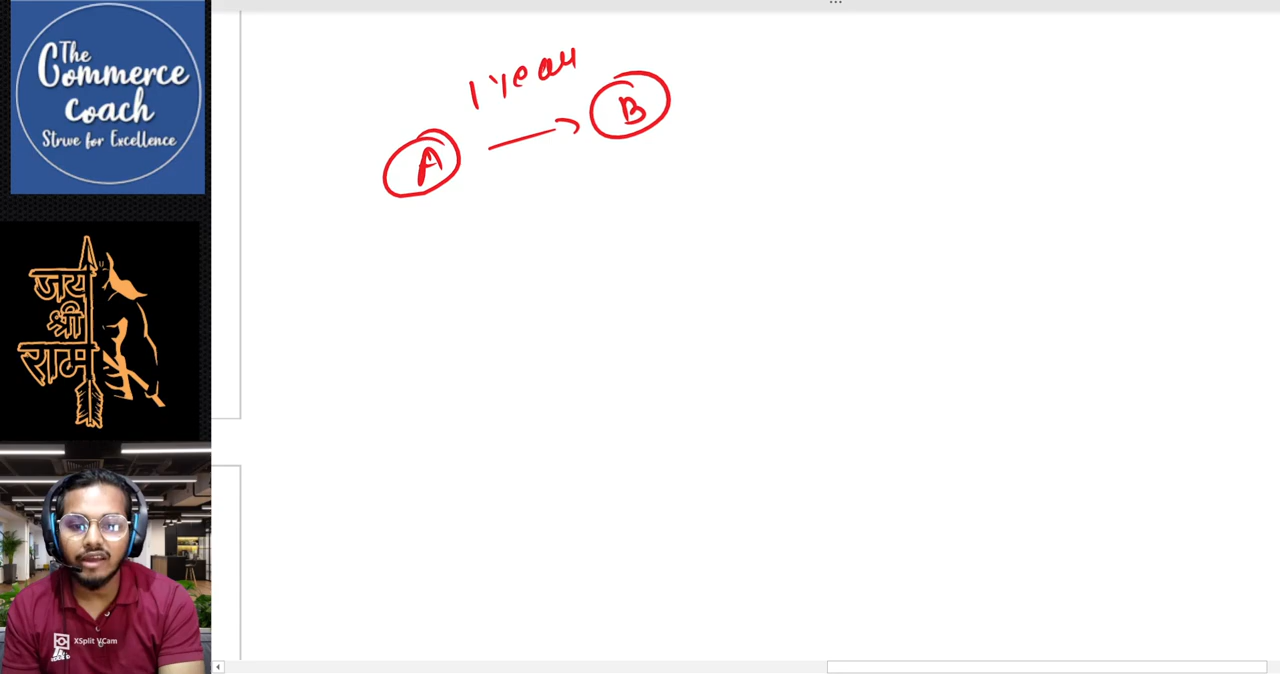 The
Commerce
coach
Strive for Excellence
1 year
A
B
जय
श्री
राम
XSplit VCam